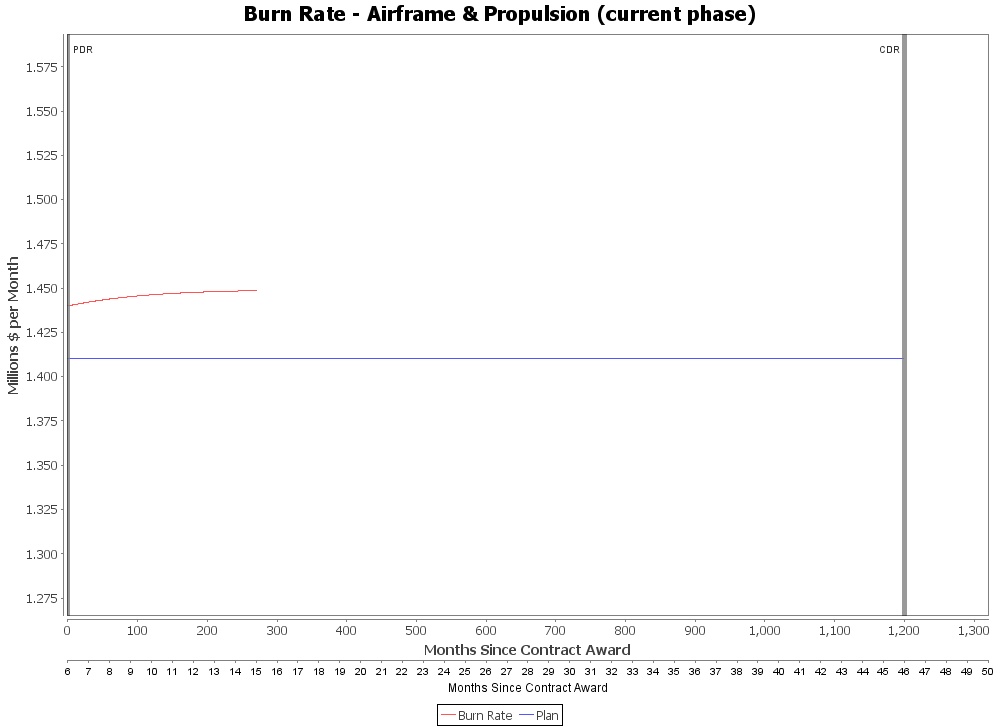 Burn Rate - Airframe & Propulsion (current phase)
PDR
CDR
1.575
1.550
1.525
1.500
1.475
1.450
1.425
1.400
1.375
1.350
1.325
1.300
1.275
Millions $ per Month
0 100 200 300 400 500 600 700 800 900 1,000 1,100 1,200 1,300
Months Since Contract Award
6 7 8 9 10 11 12 13 14 15 16 17 18 19 20 21 22 23 24 25 26 27 28 29 30 31 32 33 34 35 36 37 38 39 40 41 42 43 44 45 46 47 48 49 50
Months Since Contract Award
Burn Rate Plan